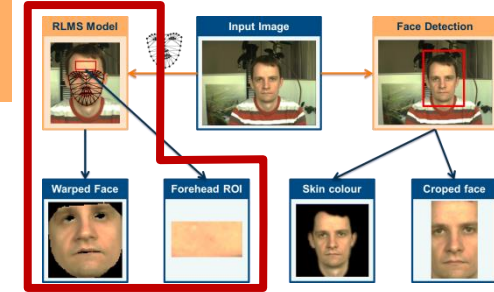 RLMS Model
Input Image
Face Detection
Warped Face
Forehead ROI
Skin colour
Croped face